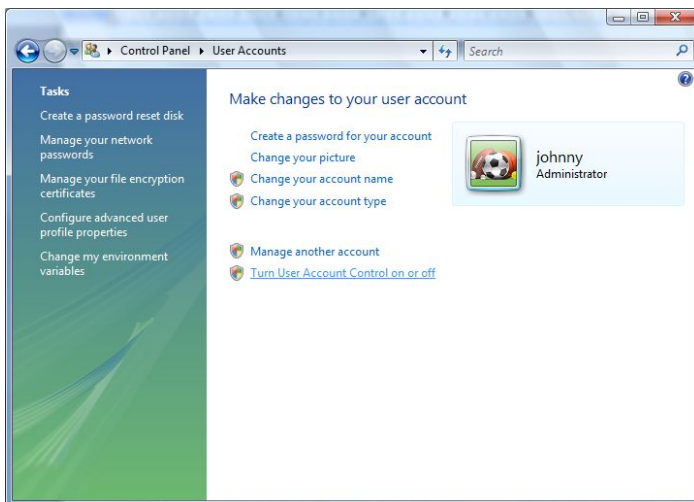 Control Panel
User Accounts
Search
Tasks
Create a password reset disk
Manage your network
passwords
Manage your file encryption
certificates
Configure advanced user
profile properties
Change my environment
variables
Make changes to your user account
Create a password for your account
Change your picture
Change your account name
Change your account type
Manage another account
Turn User Account Control on or off
johnny
Administrator